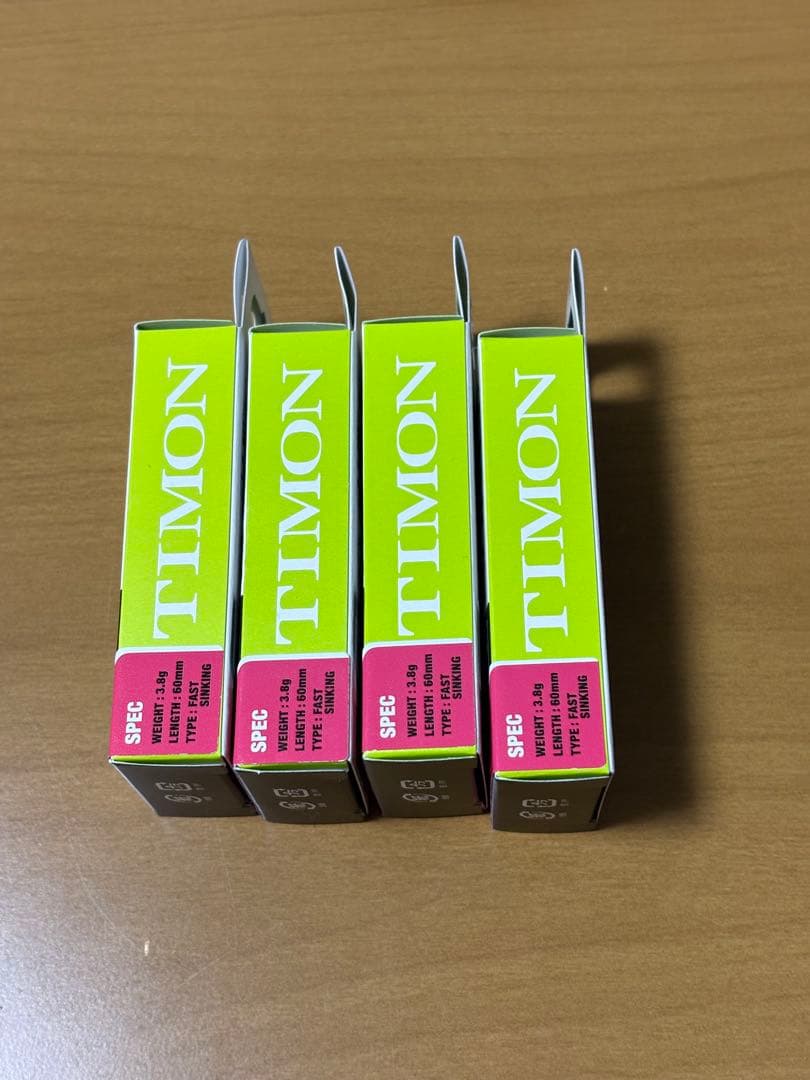 TIMON
SPEC
WEIGHT : 3.8g
LENGTH : 60mm
TYPE : FAST
SINKING
TIMON
SPEC
WEIGHT : 3.8g
LENGTH : 60mm
TYPE : FAST
SINKING
TIMON
SPEC
WEIGHT : 3.8g
LENGTH : 60mm
TYPE : FAST
SINKING
TIMON
SPEC
WEIGHT : 3.8g
LENGTH : 60mm
TYPE : FAST
SINKING